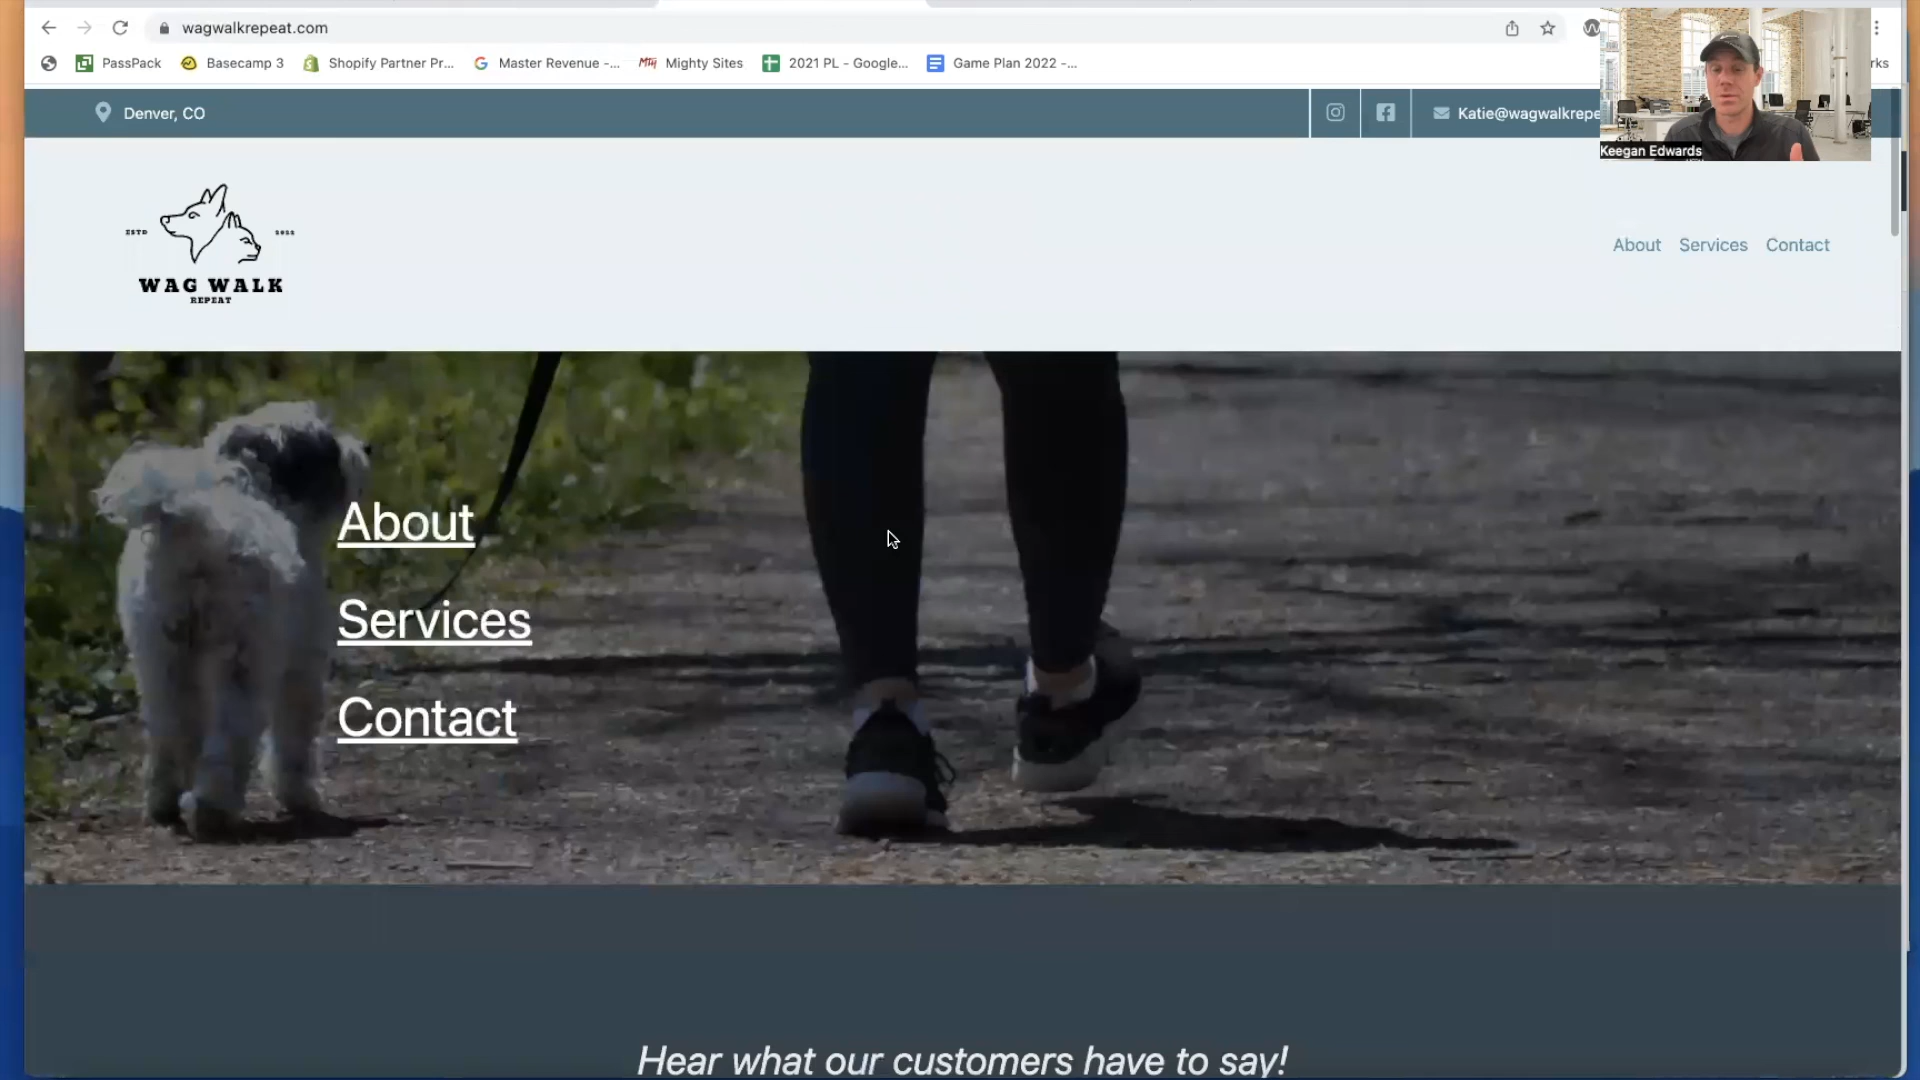 wagwalkrepeat.com
PassPack
Basecamp 3
Shopify Partner Pr...
Master Revenue -...
Mighty Sites
2021 PL - Google...
Game Plan 2022 -...
rks
Denver, CO
Katie@wagwalkrepe
Keegan Edwards
ESTD
2022
WAG WALK
REPEAT
About
Services
Contact
About
Services
Contact
Hear what our customers have to say!